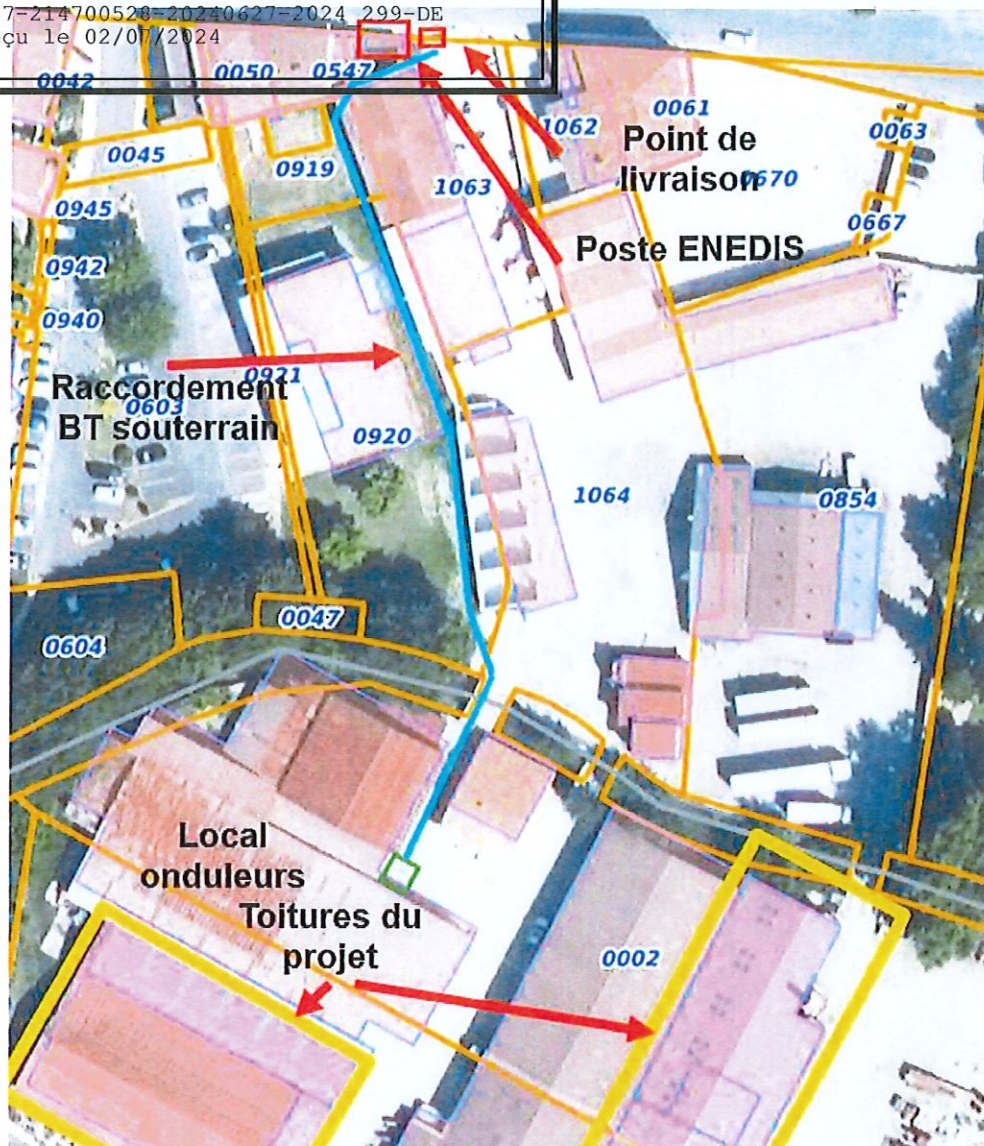 7-214700528-20240627-2024_299-DE
çu le 02/07/2024
0042
0050
0547
0045
0919
1062
0061
0063
Point de
livraison
0670
1063
0945
0667
Poste ENEDIS
0942
0940
0921
Raccordement
0603
BT souterrain
0920
1064
0854
0047
0604
Local
onduleurs
Toitures du
projet
0002